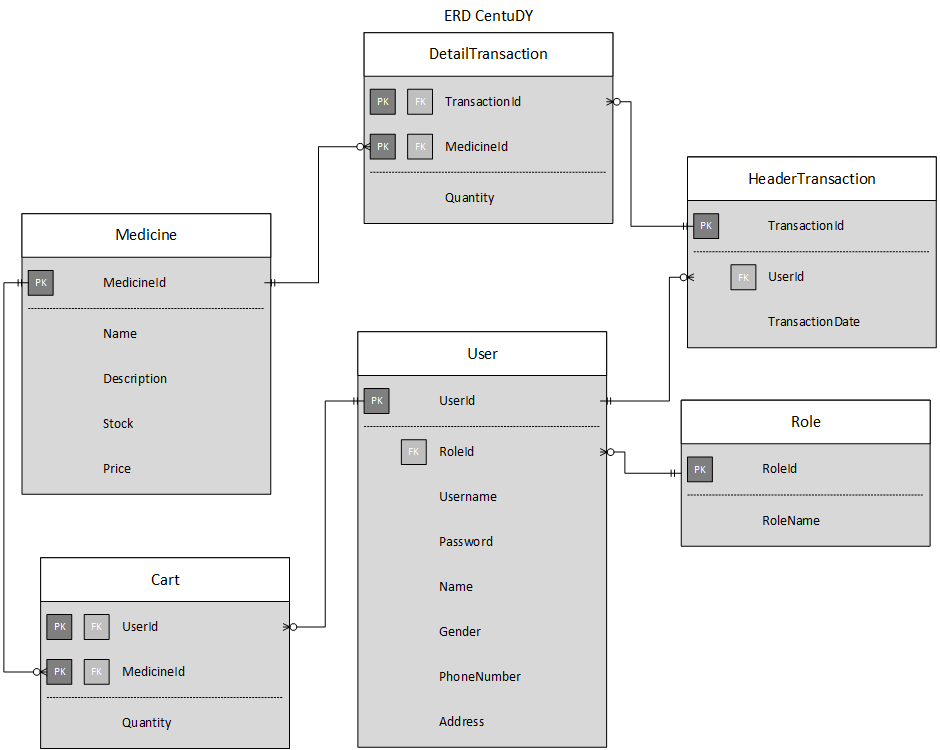 ERD CentuDY
DetailTransaction
PK FK TransactionId
PK FK MedicineId
Quantity
HeaderTransaction
PK TransactionId
FK UserId
TransactionDate
Medicine
PK MedicineId
Name
Description
Stock
Price
User
PK UserId
FK RoleId
Username
Password
Name
Gender
PhoneNumber
Address
Role
PK RoleId
RoleName
Cart
PK FK UserId
PK FK MedicineId
Quantity